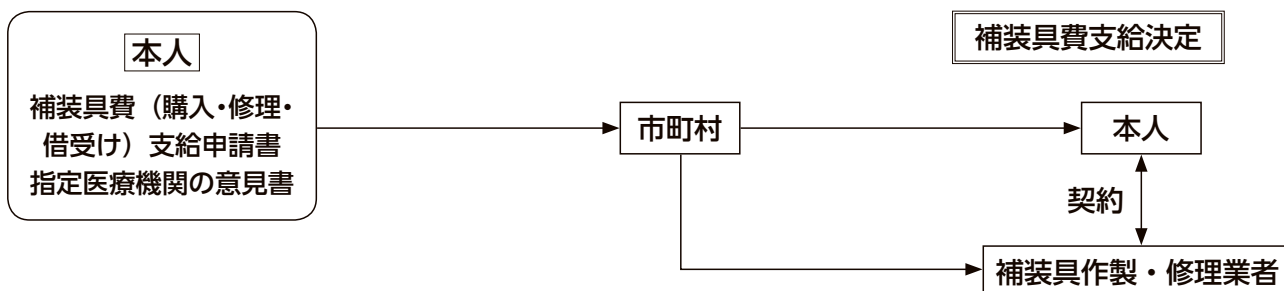 本人
補装具費（購入・修理・
借受け）支給申請書
指定医療機関の意見書
市町村
補装具費支給決定
本人
契約
補装具作製・修理業者